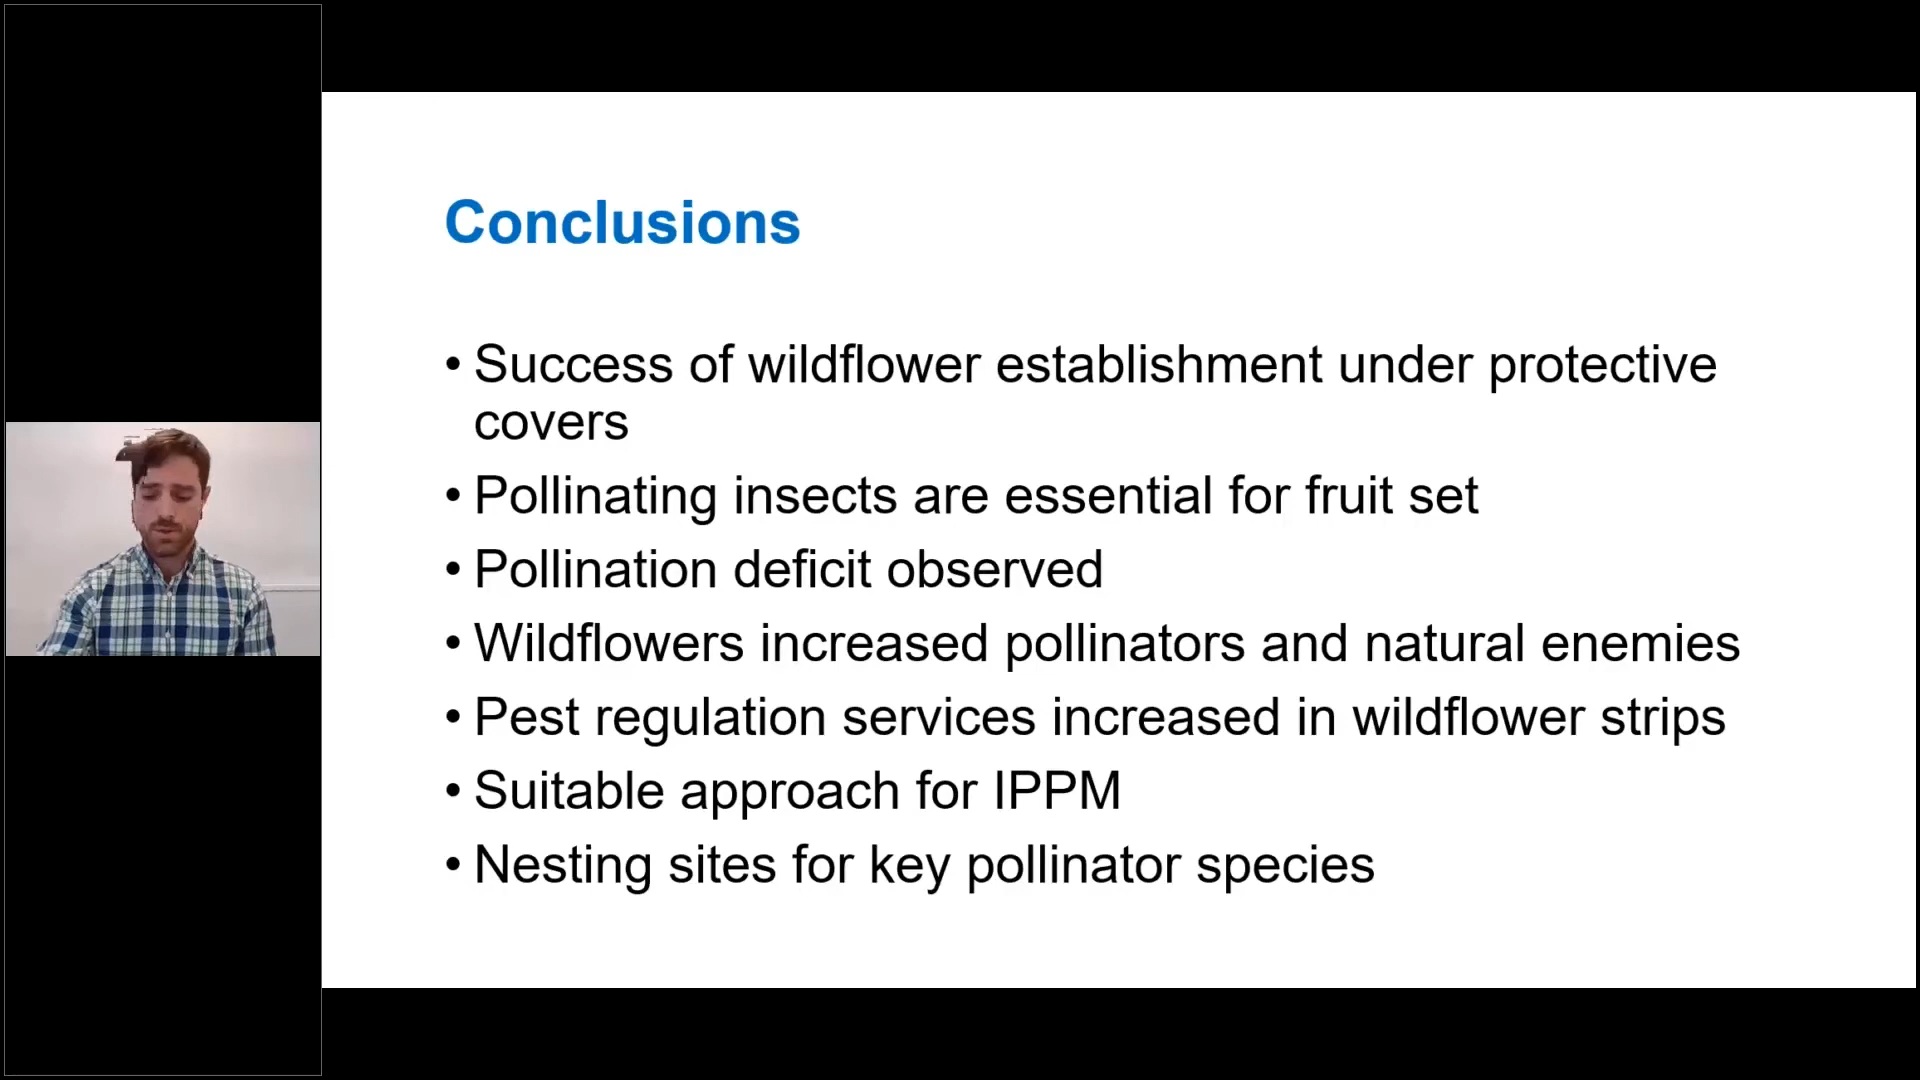 Conclusions
• Success of wildflower establishment under protective
covers
• Pollinating insects are essential for fruit set
• Pollination deficit observed
• Wildflowers increased pollinators and natural enemies
• Pest regulation services increased in wildflower strips
• Suitable approach for IPPM
• Nesting sites for key pollinator species